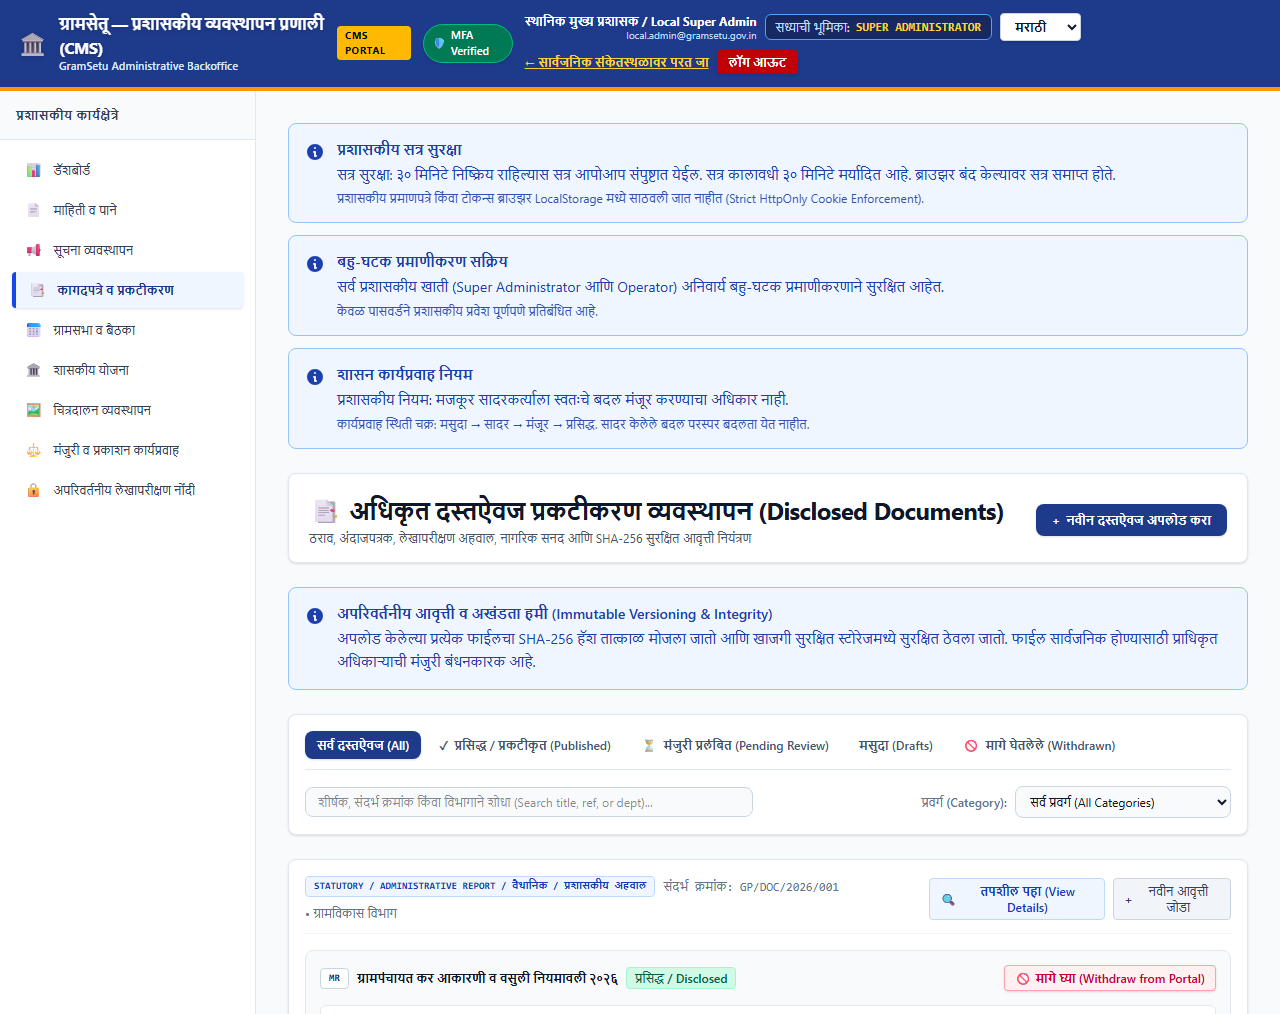 ग्रामसेतू — प्रशासकीय व्यवस्थापन प्रणाली (CMS)
GramSetu Administrative Backoffice
CMS PORTAL
MFA Verified
स्थानिक मुख्य प्रशासक / Local Super Admin
local.admin@gramsetu.gov.in
सध्याची भूमिका: SUPER ADMINISTRATOR
मराठी
← सार्वजनिक संकेतस्थळावर परत जा
लॉग आऊट
प्रशासकीय कार्यक्षेत्रे
डॅशबोर्ड
माहिती व पाने
सूचना व्यवस्थापन
कागदपत्रे व प्रकटीकरण
ग्रामसभा व बैठका
शासकीय योजना
चित्रदालन व्यवस्थापन
मंजुरी व प्रकाशन कार्यप्रवाह
अपरिवर्तनीय लेखापरीक्षण नोंदी
प्रशासकीय सत्र सुरक्षा
सत्र सुरक्षा: ३० मिनिटे निष्क्रिय राहिल्यास सत्र आपोआप संपुष्टात येईल. सत्र कालावधी ३० मिनिटे मर्यादित आहे. ब्राउझर बंद केल्यावर सत्र समाप्त होते.
प्रशासकीय प्रमाणपत्रे किंवा टोकन्स ब्राउझर LocalStorage मध्ये साठवली जात नाहीत (Strict HttpOnly Cookie Enforcement).
बहु-घटक प्रमाणीकरण सक्रिय
सर्व प्रशासकीय खाती (Super Administrator आणि Operator) अनिवार्य बहु-घटक प्रमाणीकरणाने सुरक्षित आहेत.
केवळ पासवर्डने प्रशासकीय प्रवेश पूर्णपणे प्रतिबंधित आहे.
शासन कार्यप्रवाह नियम
प्रशासकीय नियम: मजकूर सादरकर्त्याला स्वतःचे बदल मंजूर करण्याचा अधिकार नाही.
कार्यप्रवाह स्थिती चक्र: मसुदा → सादर → मंजूर → प्रसिद्ध. सादर केलेले बदल परस्पर बदलता येत नाहीत.
अधिकृत दस्तऐवज प्रकटीकरण व्यवस्थापन (Disclosed Documents)
ठराव, अंदाजपत्रक, लेखापरीक्षण अहवाल, नागरिक सनद आणि SHA-256 सुरक्षित आवृत्ती नियंत्रण
+ नवीन दस्तऐवज अपलोड करा
अपरिवर्तनीय आवृत्ती व अखंडता हमी (Immutable Versioning & Integrity)
अपलोड केलेल्या प्रत्येक फाईलचा SHA-256 हॅश तात्काळ मोजला जातो आणि खाजगी सुरक्षित स्टोरेजमध्ये सुरक्षित ठेवला जातो. फाईल सार्वजनिक होण्यासाठी प्राधिकृत
अधिकाऱ्याची मंजुरी बंधनकारक आहे.
सर्व दस्तऐवज (All)
✓ प्रसिद्ध / प्रकटीकृत (Published)
मंजुरी प्रलंबित (Pending Review)
मसुदा (Drafts)
मागे घेतलेले (Withdrawn)
शीर्षक, संदर्भ क्रमांक किंवा विभागाने शोधा (Search title, ref, or dept)...
प्रवर्ग (Category):
सर्व प्रवर्ग (All Categories)
STATUTORY / ADMINISTRATIVE REPORT / वैधानिक / प्रशासकीय अहवाल
संदर्भ क्रमांक: GP/DOC/2026/001
• ग्रामविकास विभाग
तपशील पहा (View Details)
+ नवीन आवृत्ती जोडा
MR
ग्रामपंचायत कर आकारणी व वसुली नियमावली २०२६
प्रसिद्ध / Disclosed
मागे घ्या (Withdraw from Portal)